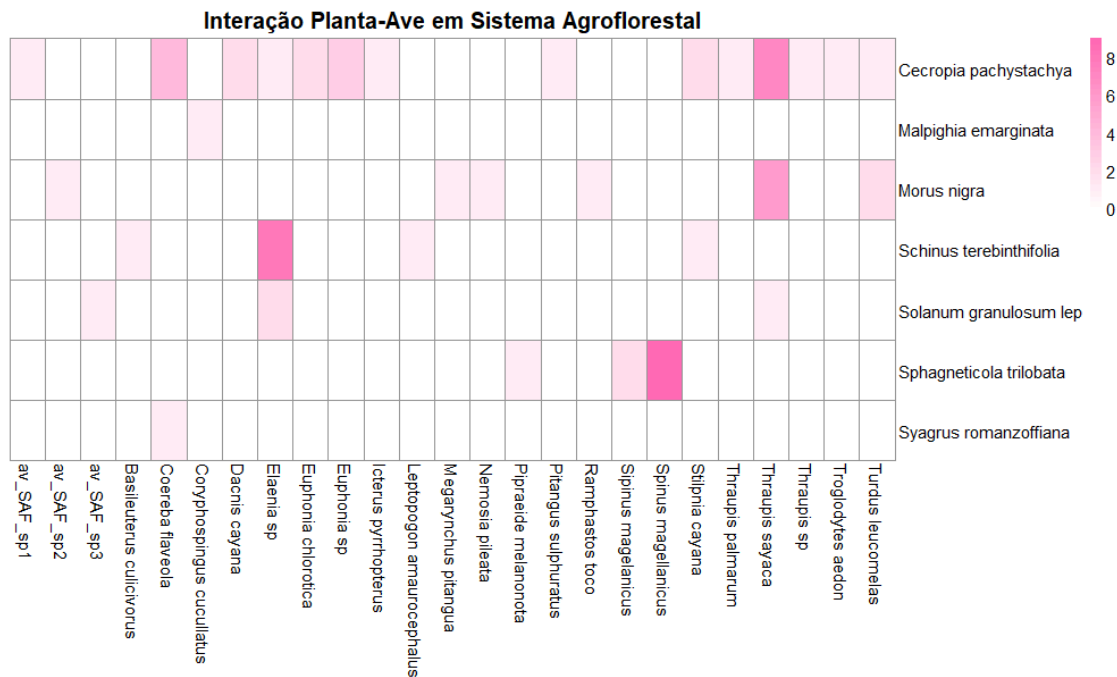 Interação Planta-Ave em Sistema Agroflorestal
8
6
4
2
0
Cecropia pachystachya
Malpighia emarginata
Morus nigra
Schinus terebinthifolia
Solanum granulosum lep
Sphagneticola trilobata
Syagrus romanzoffiana
av_SAF_sp1
av_SAF_sp2
av_SAF_sp3
Basileuterus culicivorus
Coereba flaveola
Coryphospingus cucullatus
Dacnis cayana
Elaenia sp
Euphonia chlorotica
Euphonia sp
Icterus pyrrhopterus
Leptopogon amaurocephalus
Megarynchus pitangua
Nemosia pileata
Pipraeide melanonota
Pitangus sulphuratus
Ramphastos toco
Sipinus magelanicus
Spinus magellanicus
Stilpnia cayana
Thraupis palmarum
Thraupis sayaca
Thraupis sp
Troglodytes aedon
Turdus leucomelas